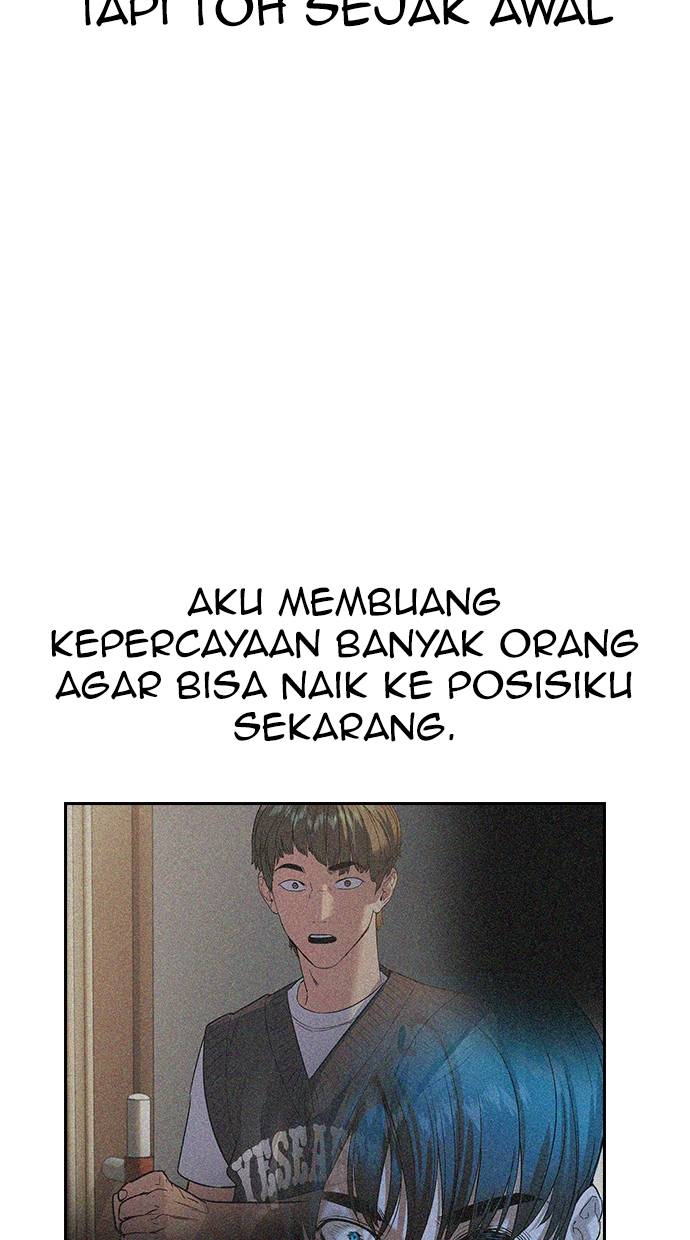 TAPI TOH SEJAK AWAL
AKU MEMBUANG
KEPERCAYAAN BANYAK ORANG
AGAR BISA NAIK KE POSISIKU
SEKARANG.